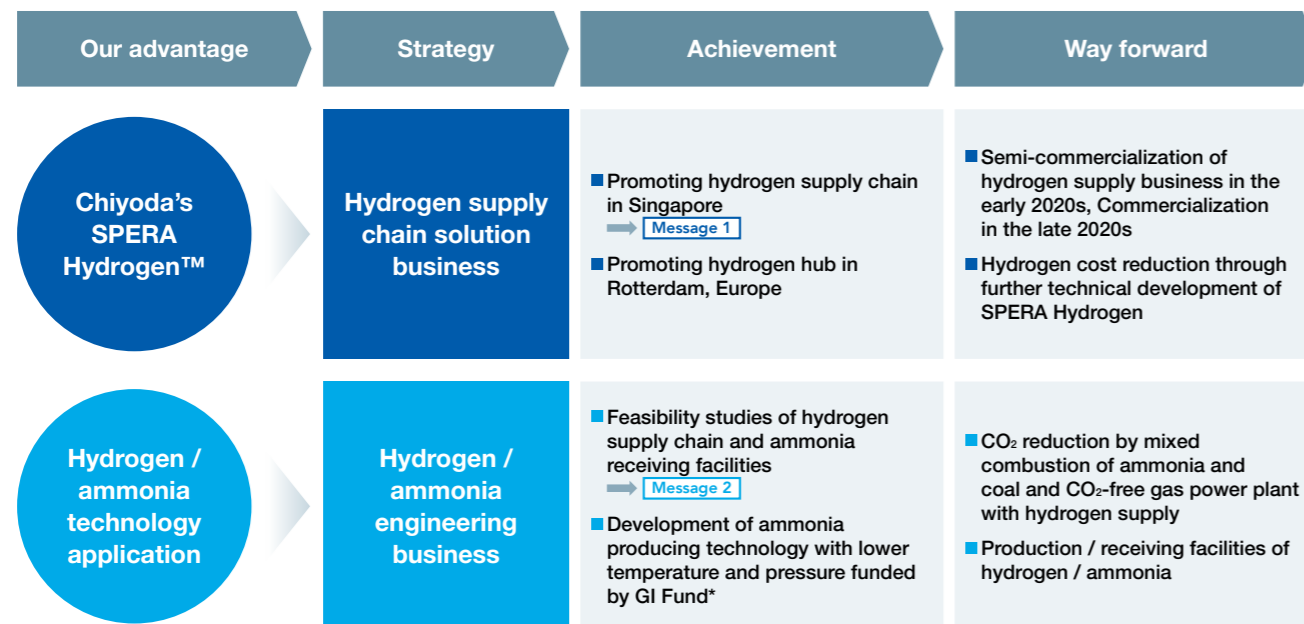 Our advantage
Strategy
Achievement
Way forward
Chiyoda's
SPERA
Hydrogen™
Hydrogen supply
chain solution
business
■ Promoting hydrogen supply chain
in Singapore
Message 1
■ Promoting hydrogen hub in
Rotterdam, Europe
■ Semi-commercialization of
hydrogen supply business in the
early 2020s, Commercialization
in the late 2020s
■ Hydrogen cost reduction through
further technical development of
SPERA Hydrogen
Hydrogen /
ammonia
technology
application
Hydrogen /
ammonia
engineering
business
■ Feasibility studies of hydrogen
supply chain and ammonia
receiving facilities
Message 2
■ Development of ammonia
producing technology with lower
temperature and pressure funded
by GI Fund*
■ CO₂ reduction by mixed
combustion of ammonia and
coal and CO₂-free gas power plant
with hydrogen supply
■ Production / receiving facilities of
hydrogen / ammonia